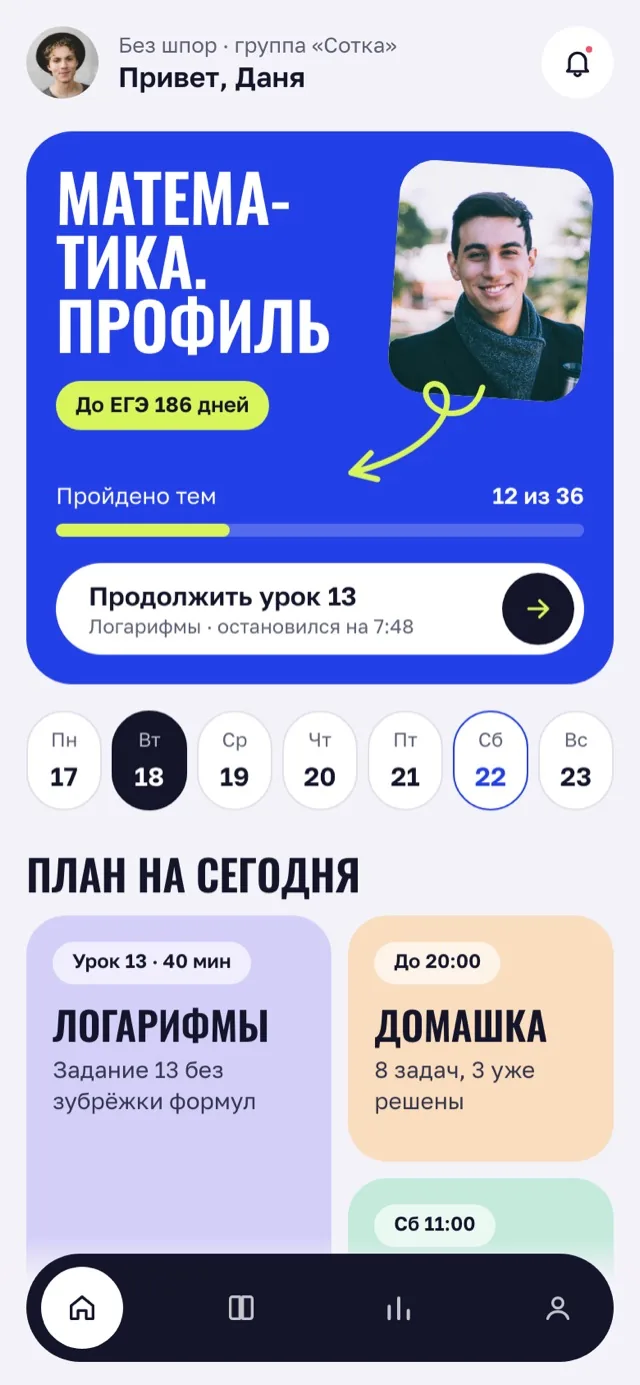 Без шпор · группа «Сотка»
Привет, Даня
МАТЕМА-
ТИКА.
ПРОФИЛЬ
До ЕГЭ 186 дней
Пройдено тем
12 из 36
Продолжить урок 13
Логарифмы · остановился на 7:48
Пн
17
Вт
18
Ср
19
Чт
20
Пт
21
Сб
22
Вс
23
ПЛАН НА СЕГОДНЯ
Урок 13 · 40 мин
ЛОГАРИФМЫ
Задание 13 без
зубрёжки формул
До 20:00
ДОМАШКА
8 задач, 3 уже
решены
Сб 11:00